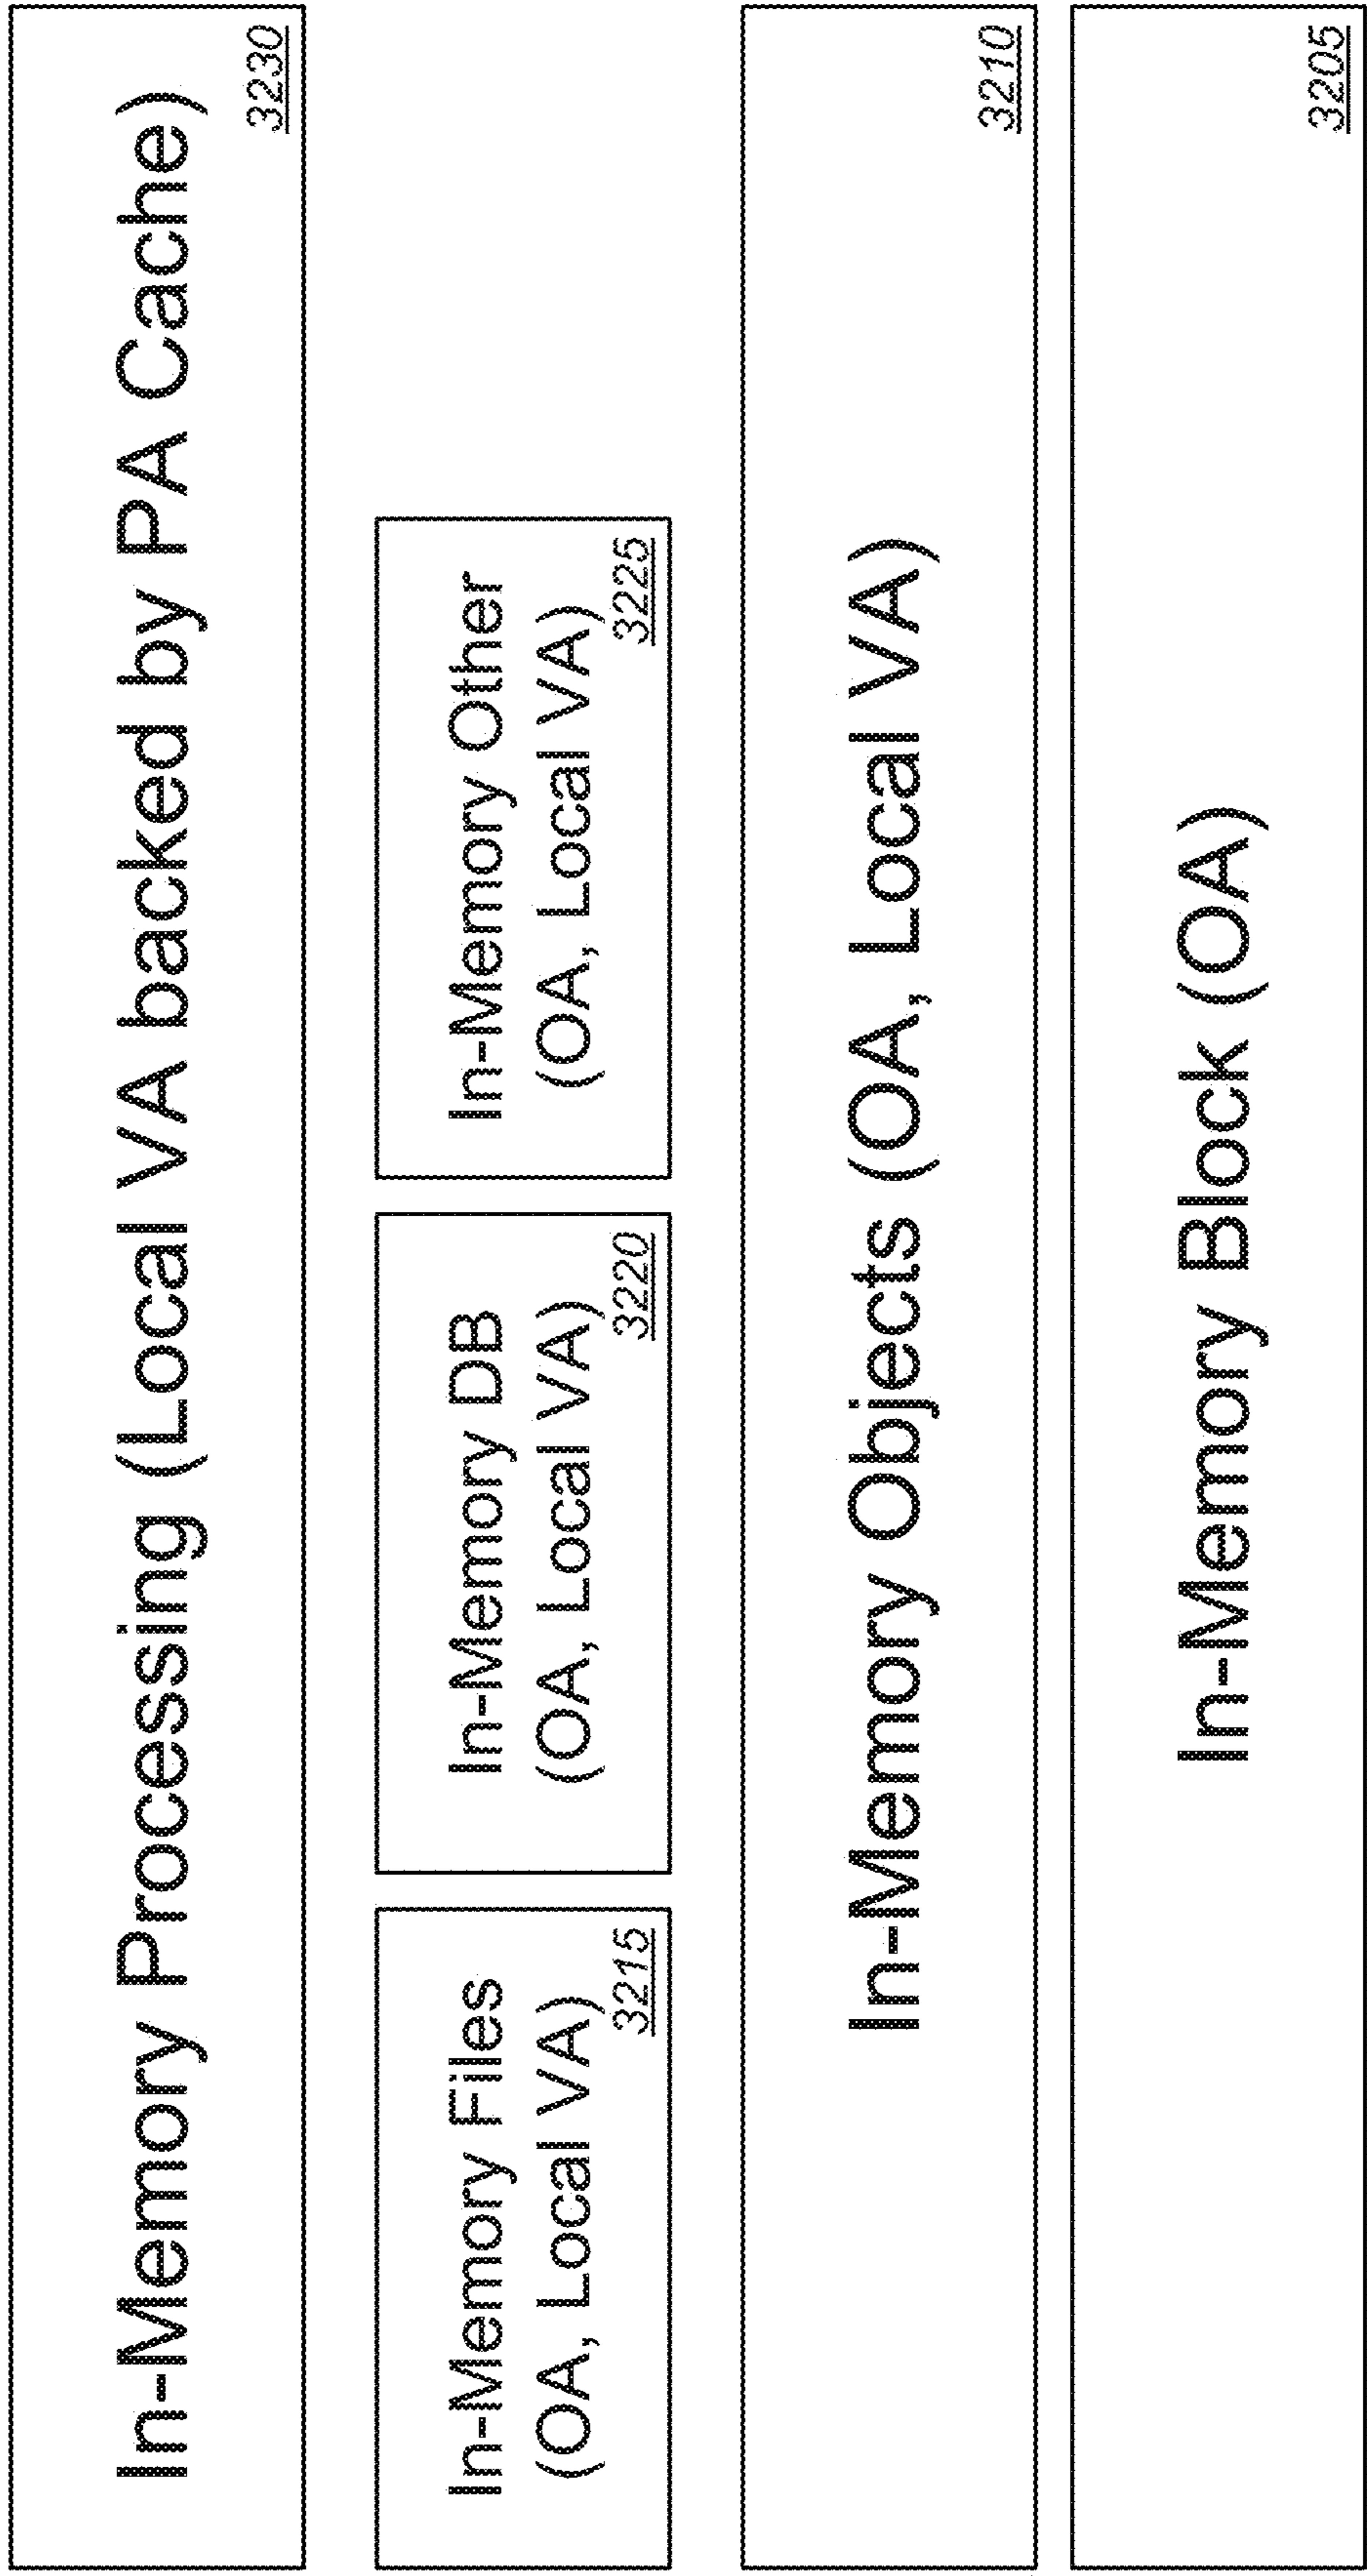 In-Memory Processing (Local VA backed by PA Cache)
3230
In-Memory Files
(OA, Local VA)
3215
In-Memory DB
(OA, Local VA)
3220
In-Memory Other
(OA, Local VA)
3225
In-Memory Objects (OA, Local VA)
3210
In-Memory Block (OA)
3205